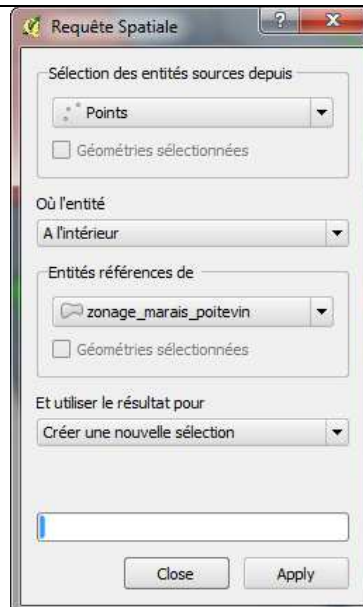 Requête Spatiale
Sélection des entités sources depuis
Points
Géométries sélectionnées
Où l'entité
A l'intérieur
Entités références de
zonage_marais_poitevin
Géométries sélectionnées
Et utiliser le résultat pour
Créer une nouvelle sélection
Close
Apply